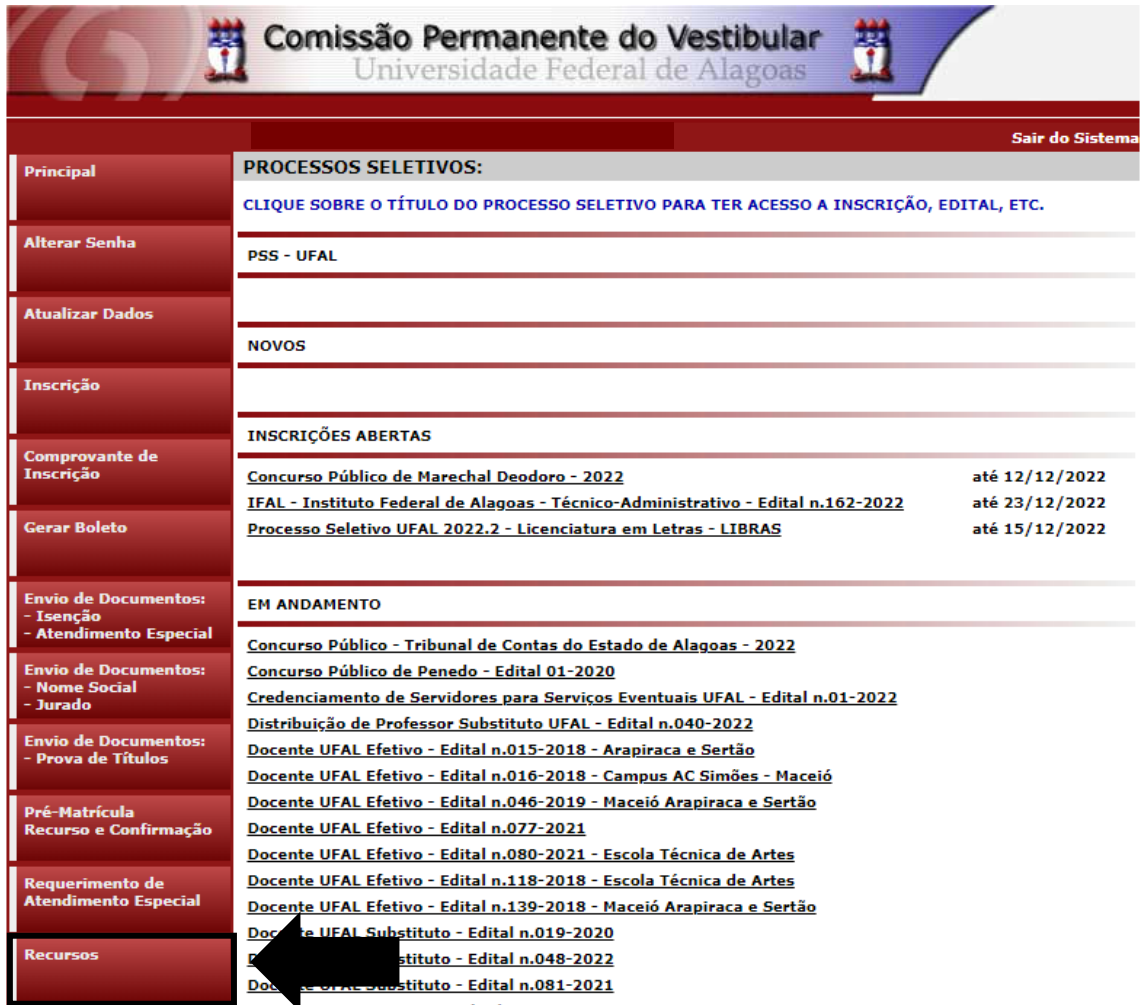 Comissão Permanente do Vestibular
Universidade Federal de Alagoas
Sair do Sistema
Principal
Alterar Senha
Atualizar Dados
Inscrição
Comprovante de
Inscrição
Gerar Boleto
Envio de Documentos:
- Isenção
- Atendimento Especial
Envio de Documentos:
- Nome Social
- Jurado
Envio de Documentos:
- Prova de Títulos
Pré-Matrícula
Recurso e Confirmação
Requerimento de
Atendimento Especial
Recursos
PROCESSOS SELETIVOS:
CLIQUE SOBRE O TÍTULO DO PROCESSO SELETIVO PARA TER ACESSO A INSCRIÇÃO, EDITAL, ETC.
PSS - UFAL
NOVOS
INSCRIÇÕES ABERTAS
Concurso Público de Marechal Deodoro - 2022 até 12/12/2022
IFAL - Instituto Federal de Alagoas - Técnico-Administrativo - Edital n.162-2022 até 23/12/2022
Processo Seletivo UFAL 2022.2 - Licenciatura em Letras - LIBRAS até 15/12/2022
EM ANDAMENTO
Concurso Público - Tribunal de Contas do Estado de Alagoas - 2022
Concurso Público de Penedo - Edital 01-2020
Credenciamento de Servidores para Serviços Eventuais UFAL - Edital n.01-2022
Distribuição de Professor Substituto UFAL - Edital n.040-2022
Docente UFAL Efetivo - Edital n.015-2018 - Arapiraca e Sertão
Docente UFAL Efetivo - Edital n.016-2018 - Campus AC Simões - Maceió
Docente UFAL Efetivo - Edital n.046-2019 - Maceió Arapiraca e Sertão
Docente UFAL Efetivo - Edital n.077-2021
Docente UFAL Efetivo - Edital n.080-2021 - Escola Técnica de Artes
Docente UFAL Efetivo - Edital n.118-2018 - Escola Técnica de Artes
Docente UFAL Efetivo - Edital n.139-2018 - Maceió Arapiraca e Sertão
UFAL Substituto - Edital n.019-2020
- Edital n.048-2022
- Edital n.081-2021